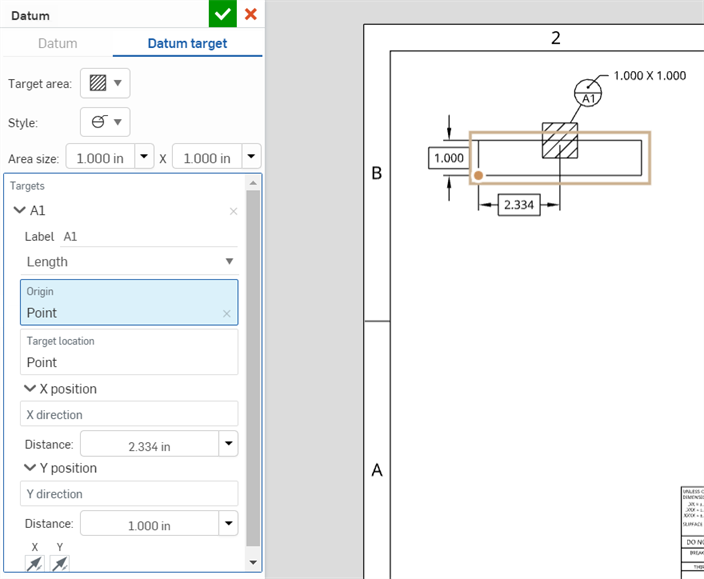 Datum
Datum
Datum target
Target area:
Style:
Area size: 1.000 in X 1.000 in
Targets
A1
Label A1
Length
Origin
Point
Target location
Point
X position
X direction
Distance: 2.334 in
Y position
Y direction
Distance: 1.000 in
X Y
2
1.000 X 1.000
A1
1.000
B
2.334
A
DO NO